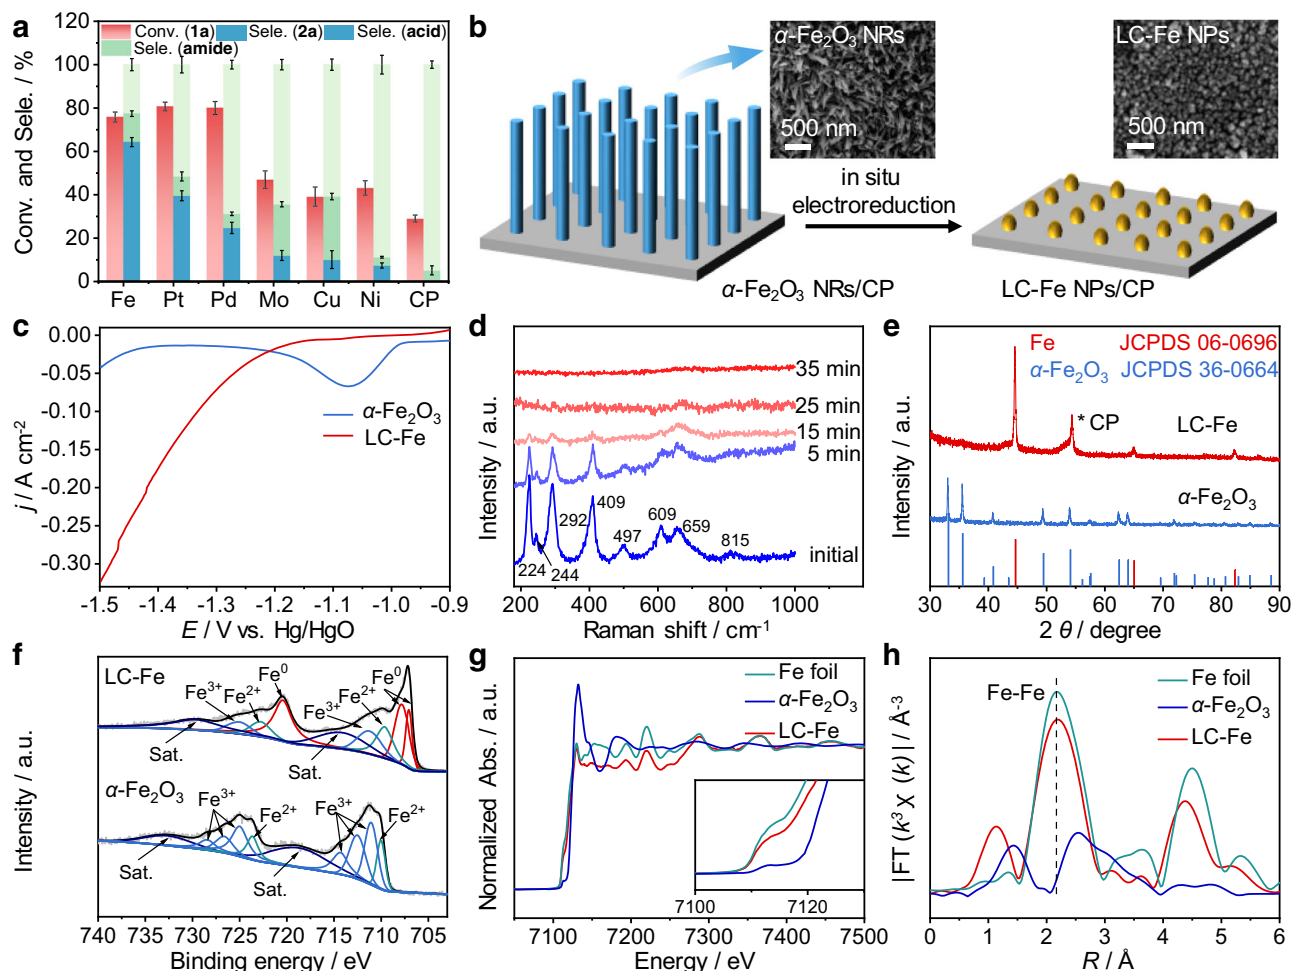 a
Conv. (1a) Sele. (2a) Sele. (acid)
Sele. (amide)
Conv. and Sele. / %
120
100
80
60
40
20
0
Fe Pt Pd Mo Cu Ni CP
b
α-Fe2O3 NRs
500 nm
LC-Fe NPs
500 nm
in situ
electroreduction
α-Fe2O3 NRs/CP
LC-Fe NPs/CP
c
j / A cm-2
0.00
-0.05
-0.10
-0.15
-0.20
-0.25
-0.30
α-Fe2O3
LC-Fe
-1.5 -1.4 -1.3 -1.2 -1.1 -1.0 -0.9
E / V vs. Hg/HgO
d
Intensity / a.u.
35 min
25 min
15 min
5 min
initial
224
244
292
409
497
609
659
815
200 400 600 800 1000
Raman shift / cm-1
e
Intensity / a.u.
Fe JCPDS 06-0696
α-Fe2O3 JCPDS 36-0664
* CP
LC-Fe
α-Fe2O3
30 40 50 60 70 80 90
2 θ / degree
f
Intensity / a.u.
LC-Fe
Fe3+
Fe2+
Fe0
Fe3+
Fe2+
Fe0
Sat.
Sat.
α-Fe2O3
Fe3+
Fe2+
Fe3+
Fe2+
Sat.
Sat.
740 735 730 725 720 715 710 705
Binding energy / eV
g
Normalized Abs. / a.u.
Fe foil
α-Fe2O3
LC-Fe
7100 7120
7100 7200 7300 7400 7500
Energy / eV
h
|FT (k3 χ (k) | / Å-3
Fe-Fe
Fe foil
α-Fe2O3
LC-Fe
0 1 2 3 4 5 6
R / Å